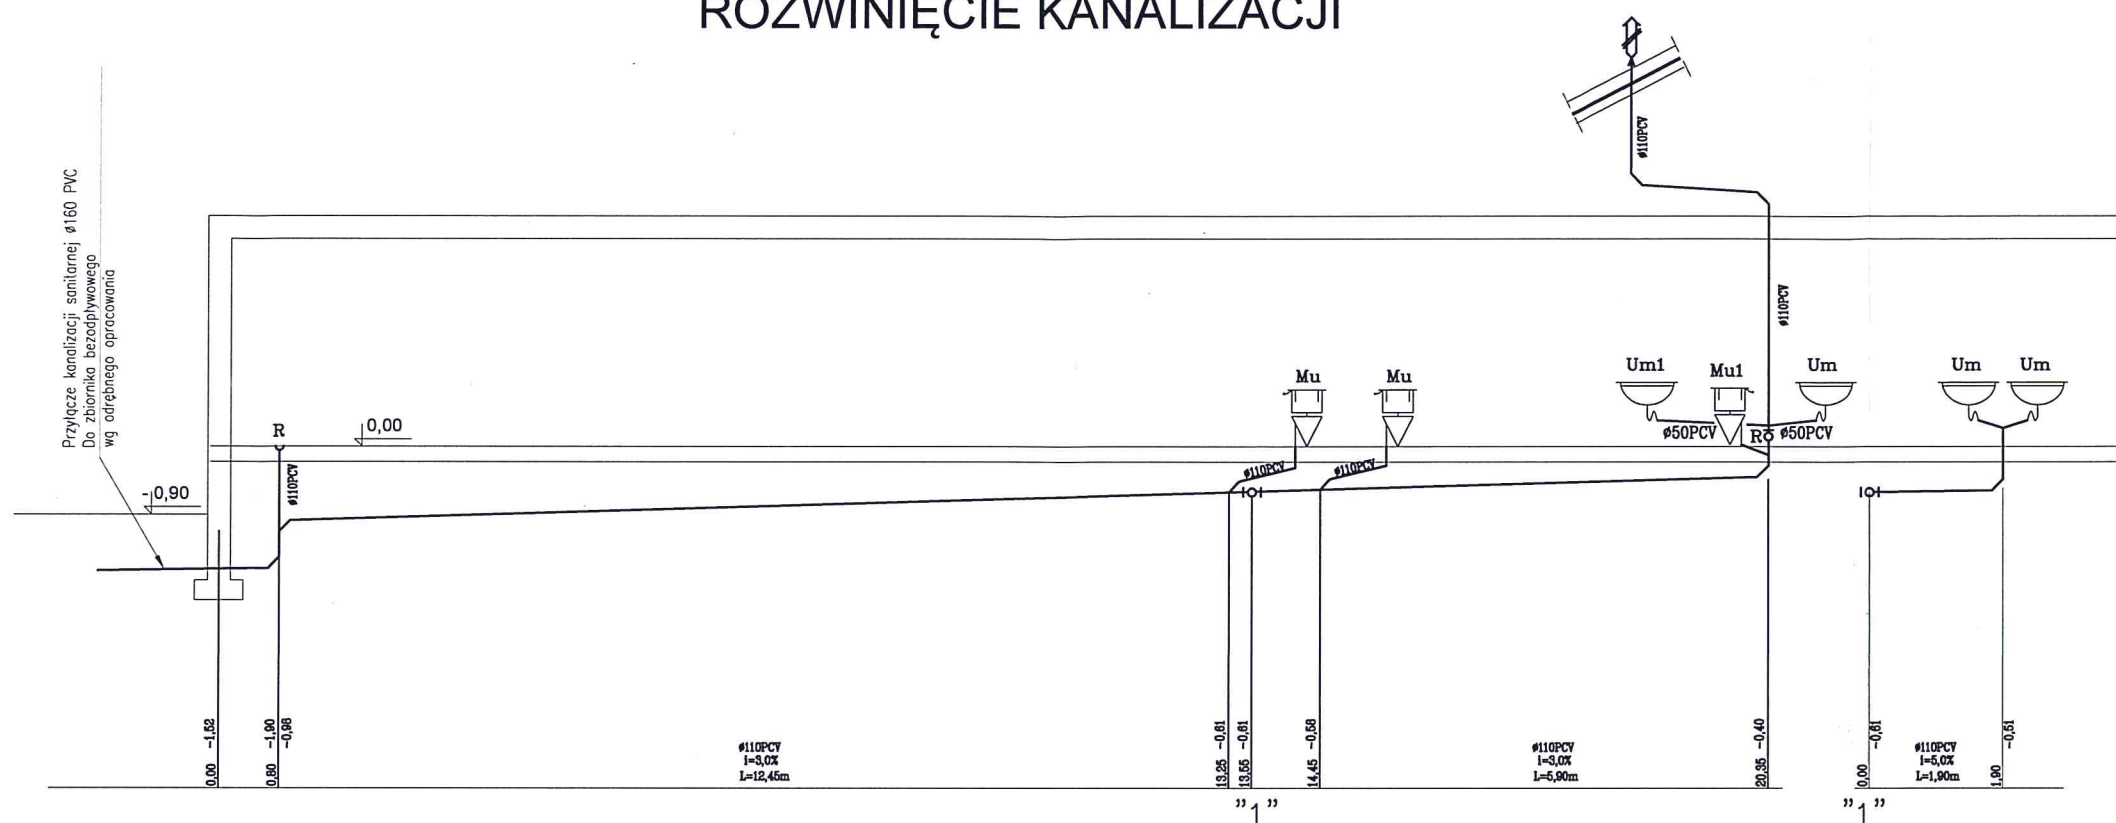 ROZWINIĘCIE KANALIZACJI
Przyłącze kanalizacji sanitarnej ø160 PVC
Do zbiornika bezodpływowego
wg odrębnego opracowania
-0,90
R
ø110PCV
0,00
Mu
ø110PCV
Mu
ø110PCV
ø110PCV
ø110PCV
Um1
Mu1
Um
ø50PCV
R
ø50PCV
Um
Um
0,00 -1,52
0,80 -1,90
-0,98
ø110PCV
i=3,0%
L=12,45m
13,25 -0,61
13,55 -0,61
14,45 -0,58
ø110PCV
i=3,0%
L=5,90m
20,35 -0,40
0,00 -0,61
ø110PCV
i=5,0%
L=1,90m
1,90 -0,51
"1"
"1"